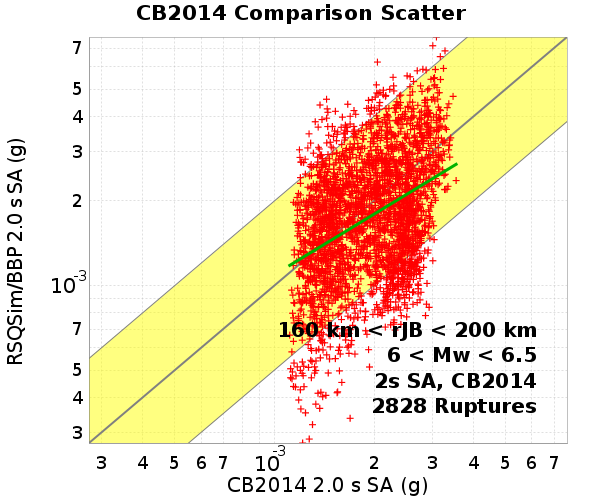 CB2014 Comparison Scatter
RSQSim/BBP 2.0 s SA (g)
7
5
4
3
2
10-3
7
5
4
3
160 km < rJB < 200 km
6 < Mw < 6.5
2s SA, CB2014
2828 Ruptures
3 4 5 6 7 10-3 2 3 4 5 6 7
CB2014 2.0 s SA (g)